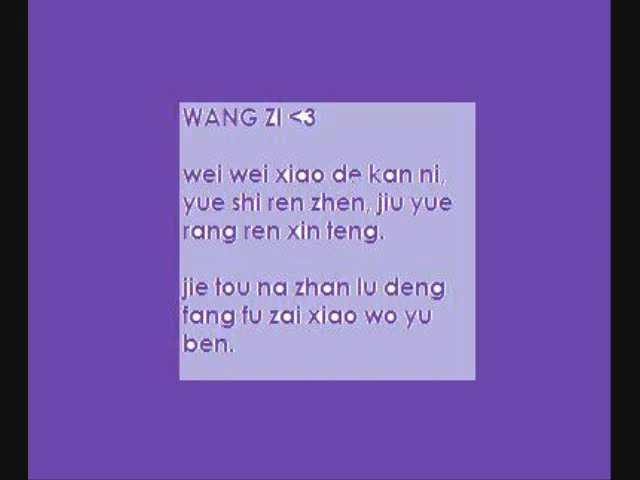 WANG ZI <3
wei wei xiao de kan ni,
yue shi ren zhen, jiu yue
rang ren xin teng.
jie tou na zhan lu deng
fang fu zai xiao wo yu
ben.